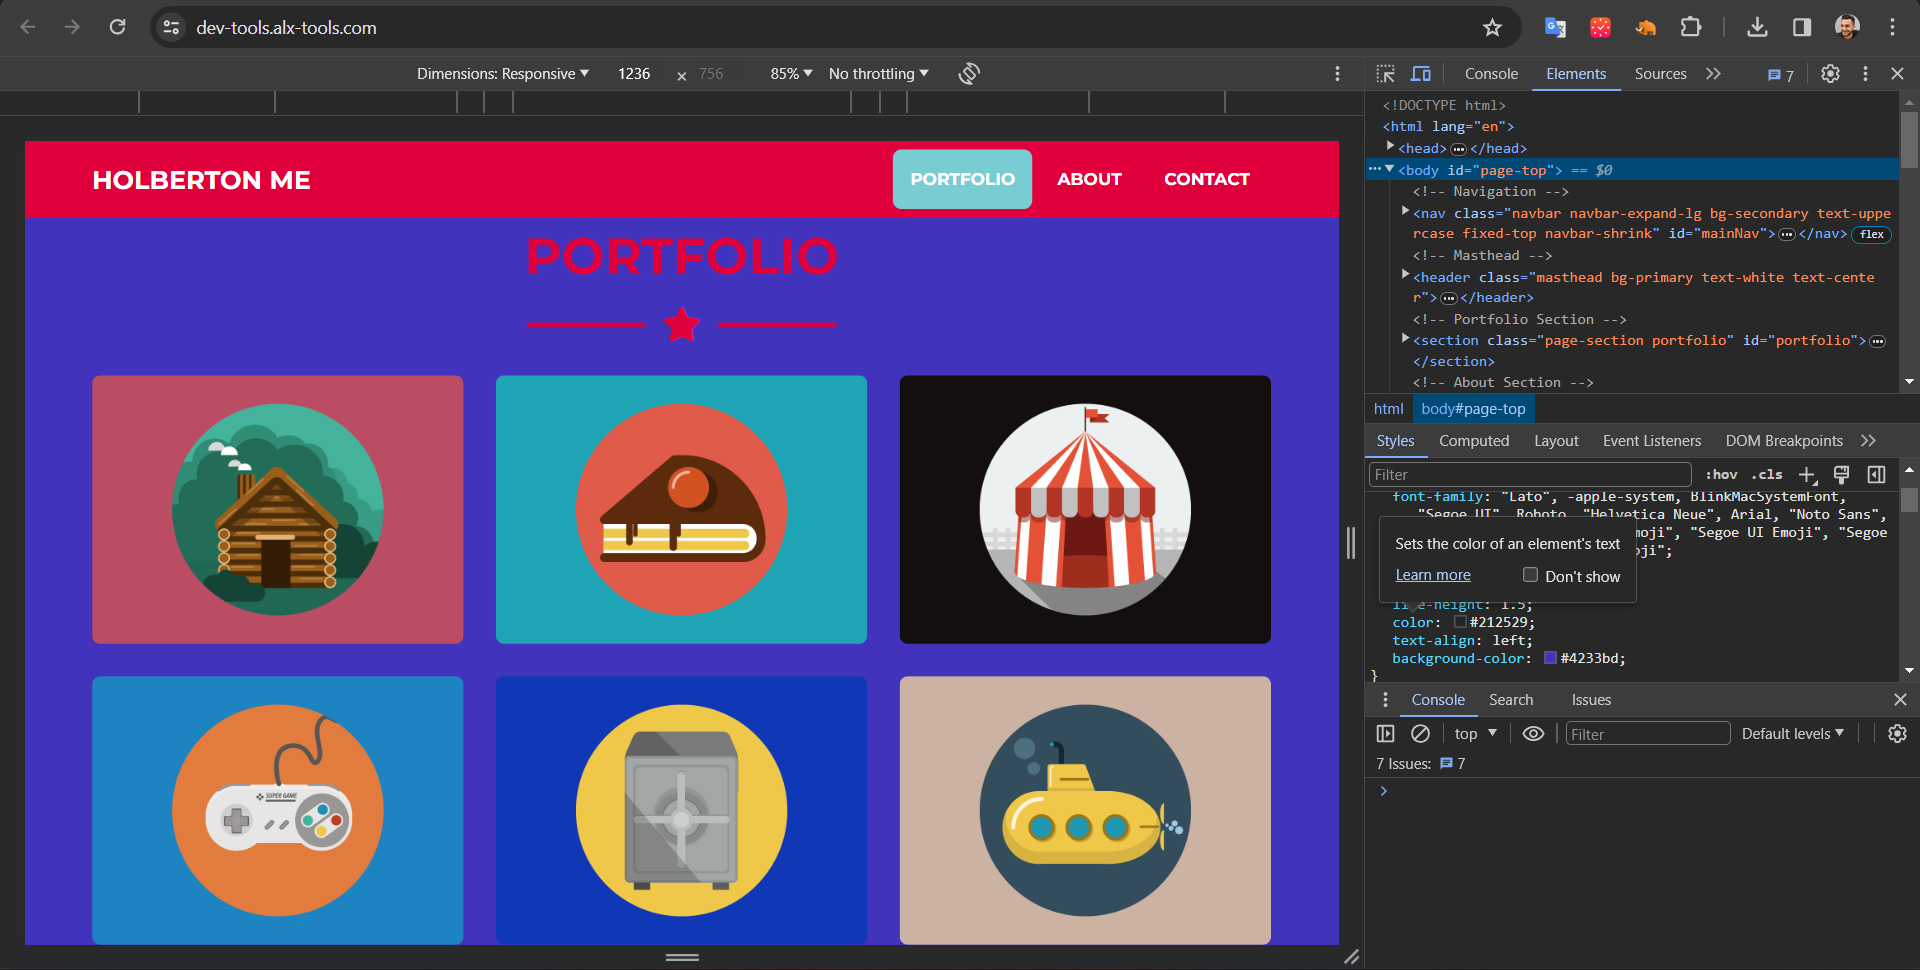 dev-tools.alx-tools.com
Dimensions: Responsive 1236 × 756 85% No throttling
HOLBERTON ME PORTFOLIO ABOUT CONTACT
PORTFOLIO
SUPER GAME
Console Elements Sources 7
<!DOCTYPE html>
<html lang="en">
<head> ••• </head>
••• <body id="page-top"> == $0
<!-- Navigation -->
<nav class="navbar navbar-expand-lg bg-secondary text-uppe
rcase fixed-top navbar-shrink" id="mainNav"> ••• </nav> flex
<!-- Masthead -->
<header class="masthead bg-primary text-white text-cente
r"> ••• </header>
<!-- Portfolio Section -->
<section class="page-section portfolio" id="portfolio"> •••
</section>
<!-- About Section -->
html body#page-top
Styles Computed Layout Event Listeners DOM Breakpoints
Filter :hov .cls
font-family: "Lato", -apple-system, BlinkMacSystemFont,
"Segoe UI", Roboto, "Helvetica Neue", Arial, "Noto Sans",
moji", "Segoe UI Emoji", "Segoe
oji";
Sets the color of an element's text
Learn more Don't show
line-height: 1.5;
color: #212529;
text-align: left;
background-color: #4233bd;
}
Console Search Issues
top Filter Default levels
7 Issues: 7